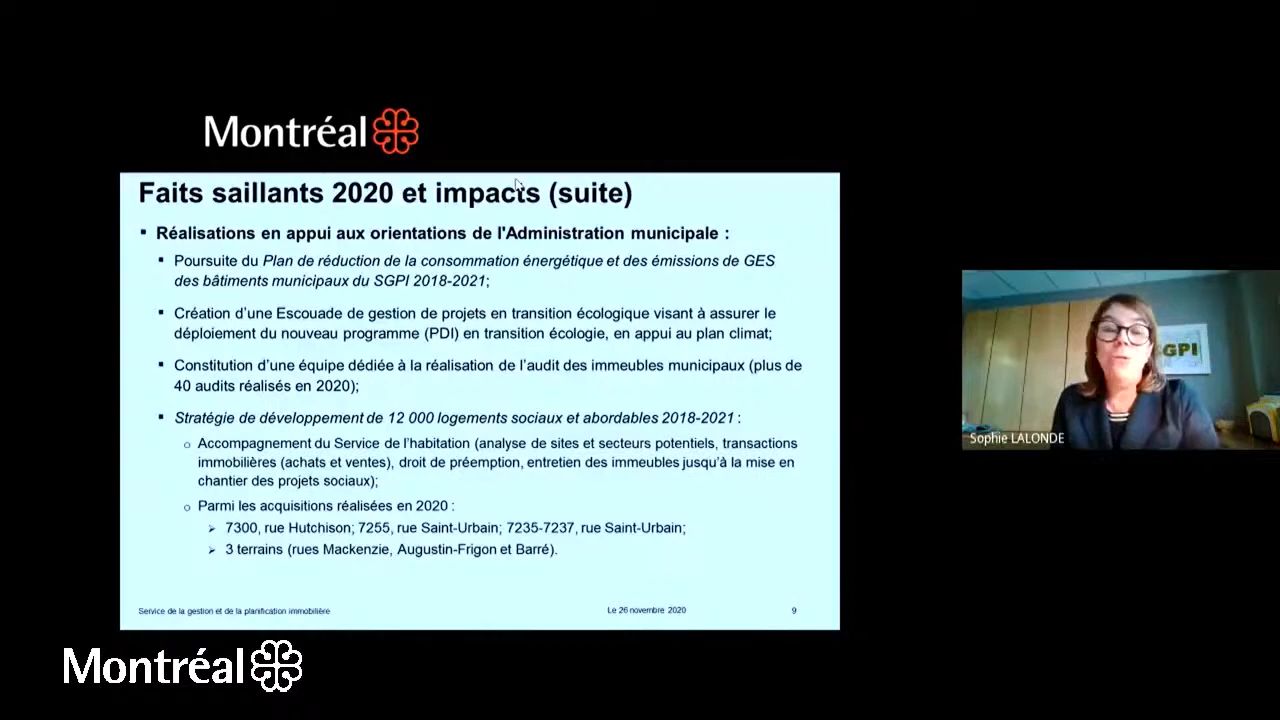 Montréal
Faits saillants 2020 et impacts (suite)
▪ Réalisations en appui aux orientations de l'Administration municipale :
▪ Poursuite du Plan de réduction de la consommation énergétique et des émissions de GES
des bâtiments municipaux du SGPI 2018-2021;
▪ Création d'une Escouade de gestion de projets en transition écologique visant à assurer le
déploiement du nouveau programme (PDI) en transition écologie, en appui au plan climat;
▪ Constitution d'une équipe dédiée à la réalisation de l'audit des immeubles municipaux (plus de
40 audits réalisés en 2020);
▪ Stratégie de développement de 12 000 logements sociaux et abordables 2018-2021 :
o Accompagnement du Service de l'habitation (analyse de sites et secteurs potentiels, transactions
immobilières (achats et ventes), droit de préemption, entretien des immeubles jusqu'à la mise en
chantier des projets sociaux);
o Parmi les acquisitions réalisées en 2020 :
➢ 7300, rue Hutchison; 7255, rue Saint-Urbain; 7235-7237, rue Saint-Urbain;
➢ 3 terrains (rues Mackenzie, Augustin-Frigon et Barré).
Service de la gestion et de la planification immobilière
Le 26 novembre 2020
9
GPI
Sophie LALONDE
Montréal